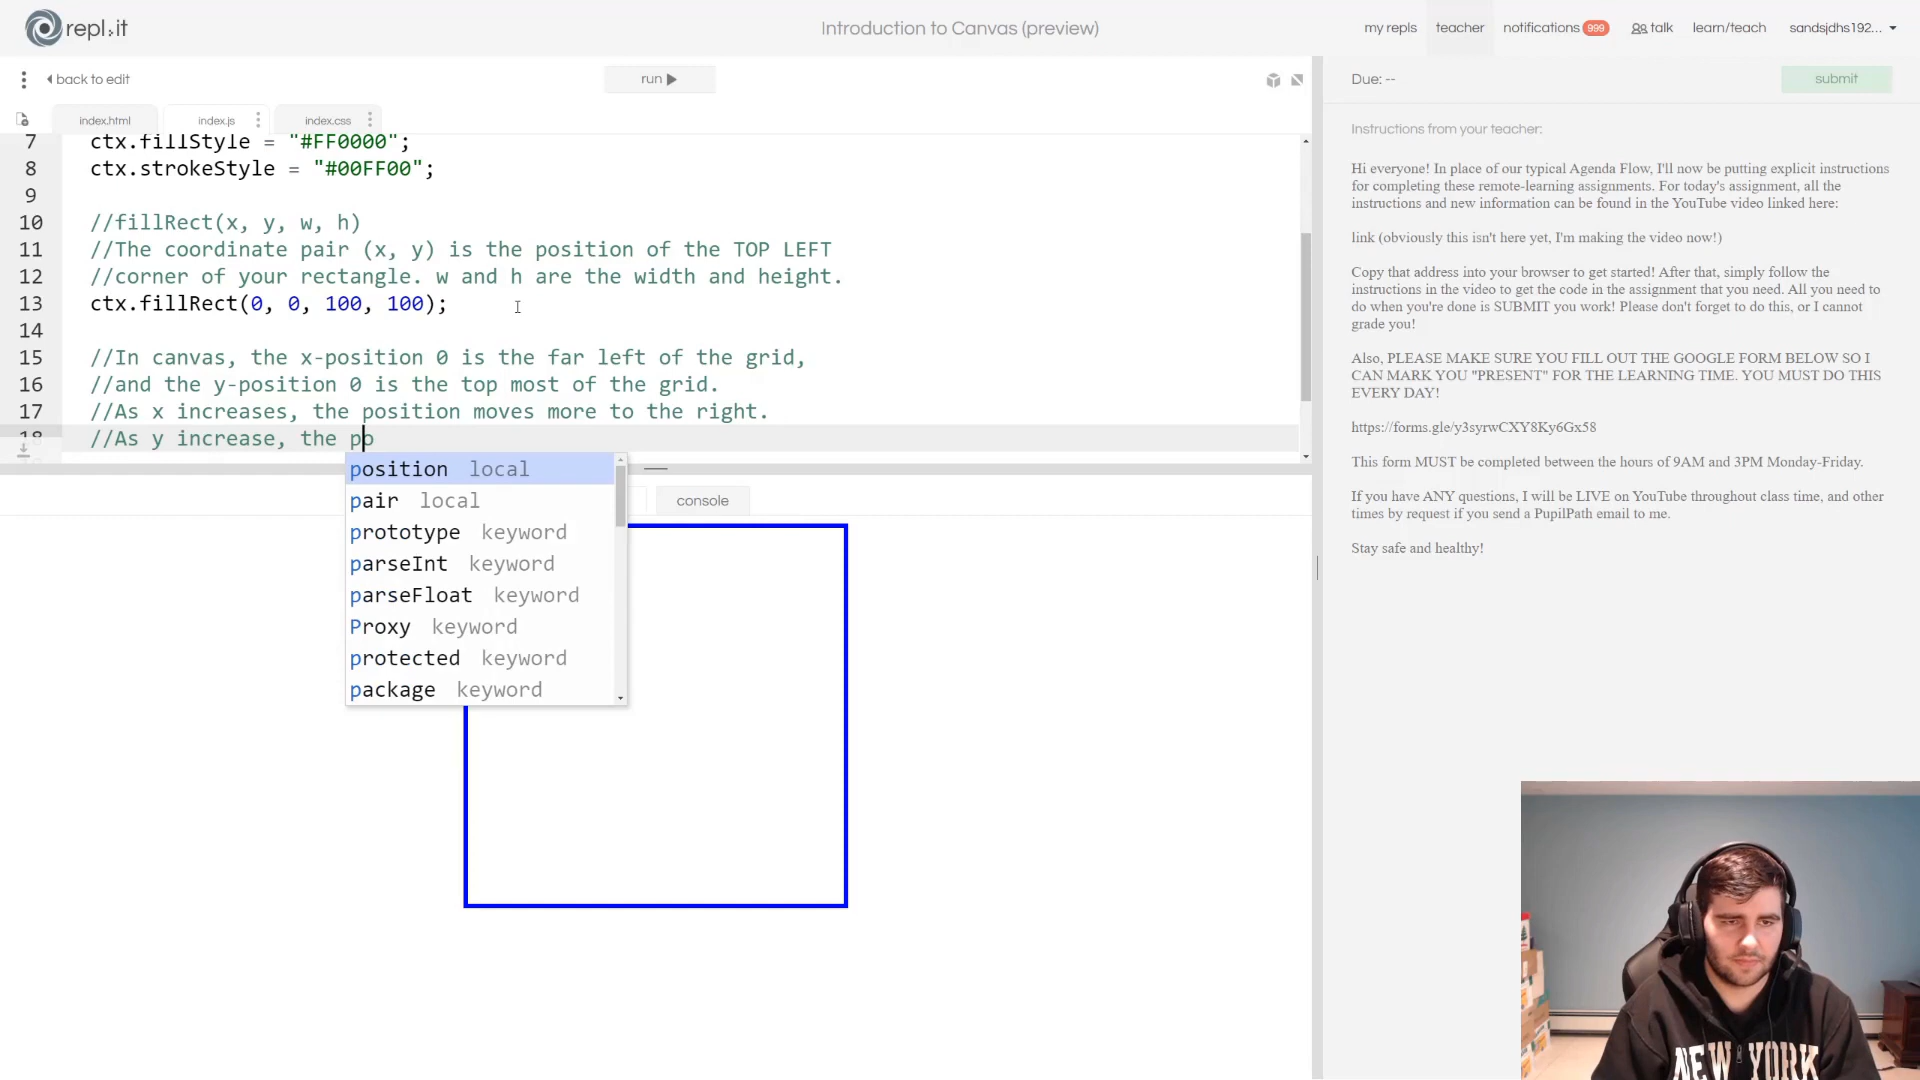 repl.it
Introduction to Canvas (preview)
my repls
teacher
notifications 999
talk
learn/teach
sandsjdhs192...
back to edit
run
Due: --
submit
index.html
index.js
index.css
7 ctx.fillStyle = "#FF0000";
8 ctx.strokeStyle = "#00FF00";
9
10 //fillRect(x, y, w, h)
11 //The coordinate pair (x, y) is the position of the TOP LEFT
12 //corner of your rectangle. w and h are the width and height.
13 ctx.fillRect(0, 0, 100, 100);
14
15 //In canvas, the x-position 0 is the far left of the grid,
16 //and the y-position 0 is the top most of the grid.
17 //As x increases, the position moves more to the right.
18 //As y increase, the po
position local
pair local
prototype keyword
parseInt keyword
parseFloat keyword
Proxy keyword
protected keyword
package keyword
console
Instructions from your teacher:
Hi everyone! In place of our typical Agenda Flow, I'll now be putting explicit instructions
for completing these remote-learning assignments. For today's assignment, all the
instructions and new information can be found in the YouTube video linked here:
link (obviously this isn't here yet, I'm making the video now!)
Copy that address into your browser to get started! After that, simply follow the
instructions in the video to get the code in the assignment that you need. All you need to
do when you're done is SUBMIT you work! Please don't forget to do this, or I cannot
grade you!
Also, PLEASE MAKE SURE YOU FILL OUT THE GOOGLE FORM BELOW SO I
CAN MARK YOU "PRESENT" FOR THE LEARNING TIME. YOU MUST DO THIS
EVERY DAY!
https://forms.gle/y3syrwCXY8Ky6Gx58
This form MUST be completed between the hours of 9AM and 3PM Monday-Friday.
If you have ANY questions, I will be LIVE on YouTube throughout class time, and other
times by request if you send a PupilPath email to me.
Stay safe and healthy!
NEW YORK